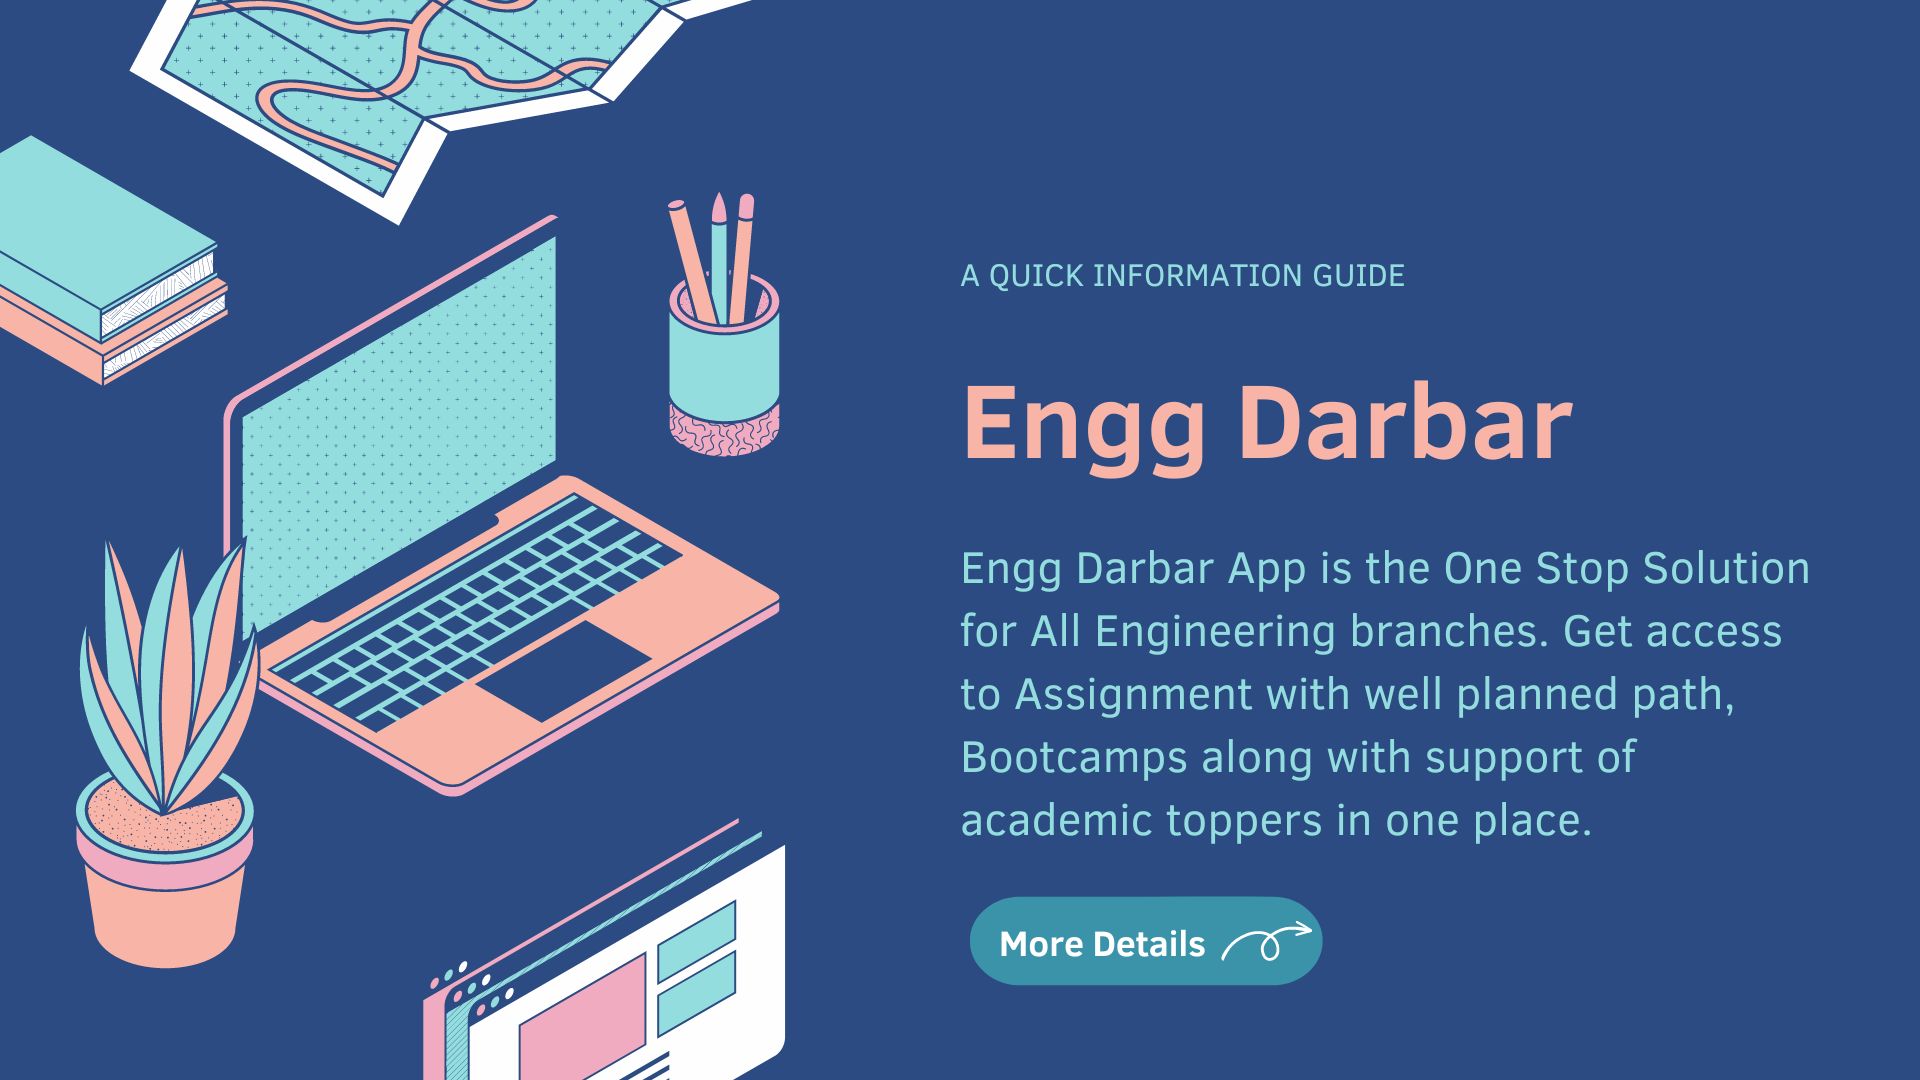 A QUICK INFORMATION GUIDE
Engg Darbar
Engg Darbar App is the One Stop Solution
for All Engineering branches. Get access
to Assignment with well planned path,
Bootcamps along with support of
academic toppers in one place.
More Details